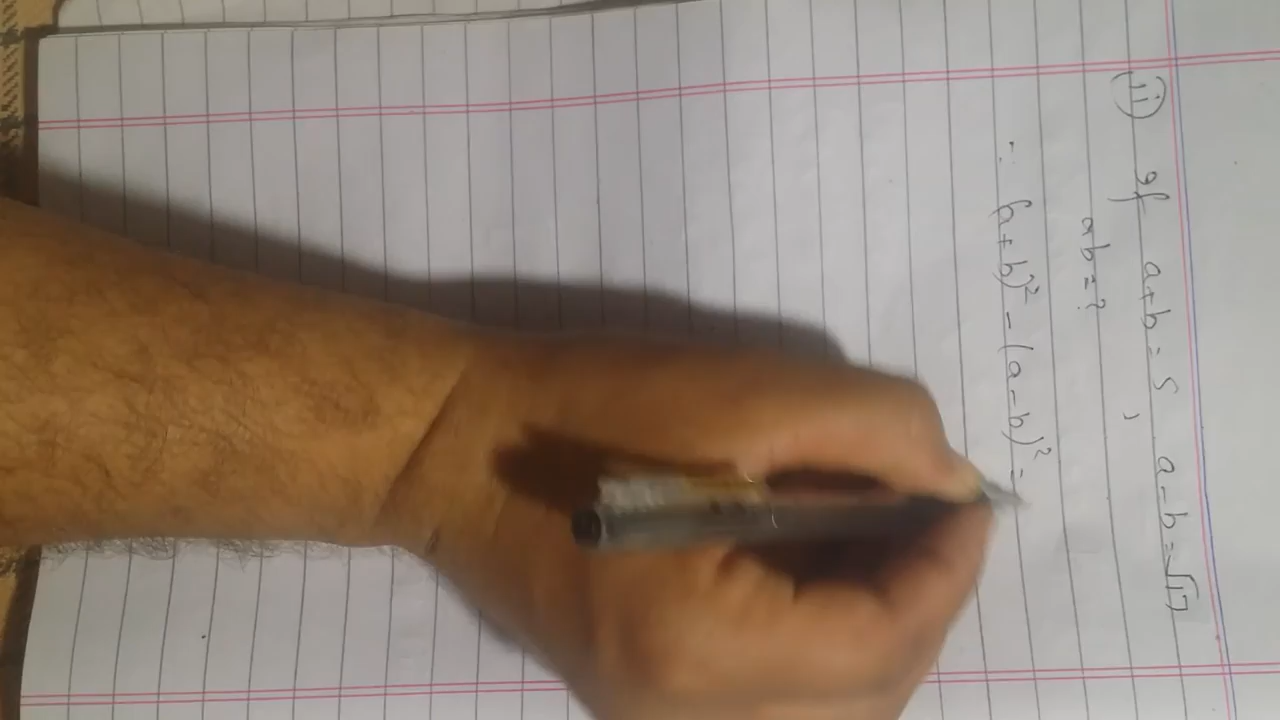 (ii) If a+b = 5 , a-b = √17
ab = ?
∵ (a+b)² - (a-b)² =